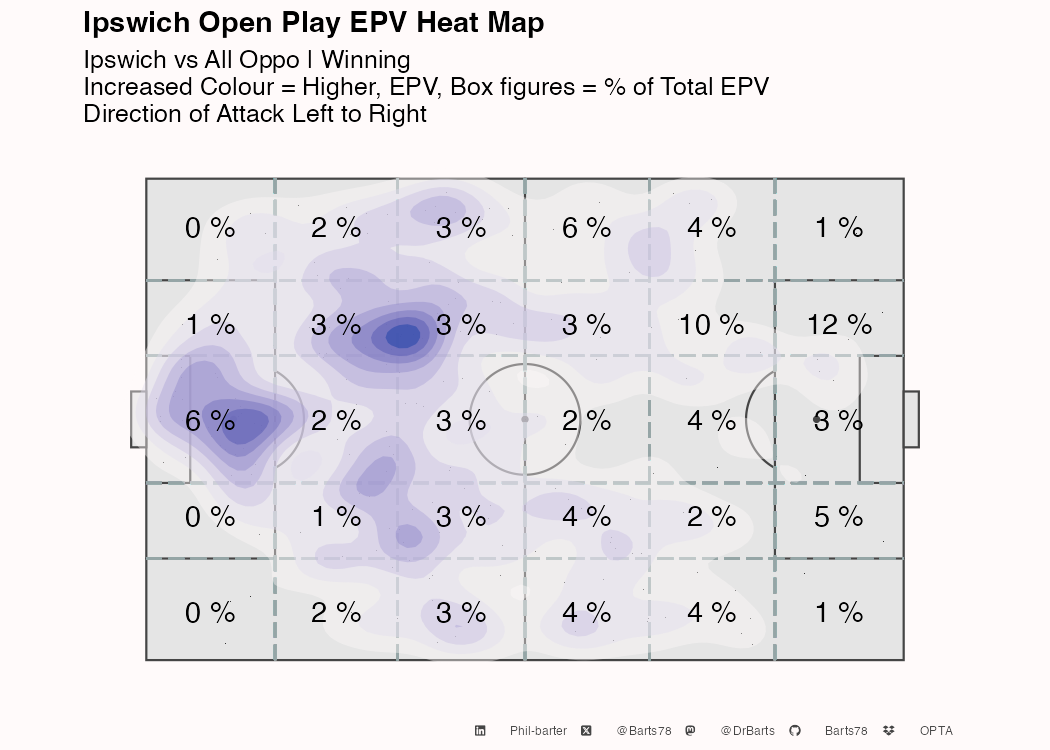 Ipswich Open Play EPV Heat Map
Ipswich vs All Oppo | Winning
Increased Colour = Higher, EPV, Box figures = % of Total EPV
Direction of Attack Left to Right
0 % 2 % 3 % 6 % 4 % 1 %
1 % 3 % 3 % 3 % 10 % 12 %
6 % 2 % 3 % 2 % 4 % 8 %
0 % 1 % 3 % 4 % 2 % 5 %
0 % 2 % 3 % 4 % 4 % 1 %
Phil-barter @Barts78 @DrBarts Barts78 OPTA